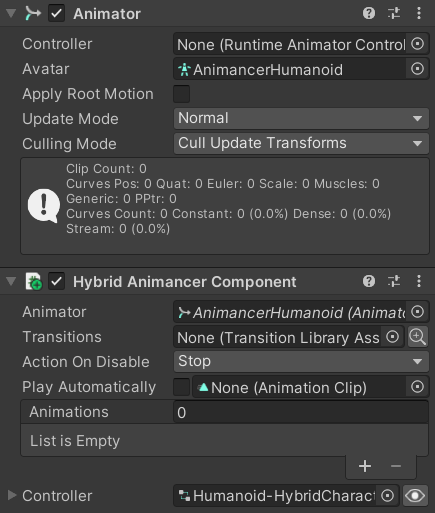 Animator
Controller None (Runtime Animator Control
Avatar AnimancerHumanoid
Apply Root Motion
Update Mode Normal
Culling Mode Cull Update Transforms
Clip Count: 0
Curves Pos: 0 Quat: 0 Euler: 0 Scale: 0 Muscles: 0
Generic: 0 PPtr: 0
Curves Count: 0 Constant: 0 (0.0%) Dense: 0 (0.0%)
Stream: 0 (0.0%)
Hybrid Animancer Component
Animator AnimancerHumanoid (Animato
Transitions None (Transition Library Ass
Action On Disable Stop
Play Automatically None (Animation Clip)
Animations 0
List is Empty
Controller Humanoid-HybridCharact